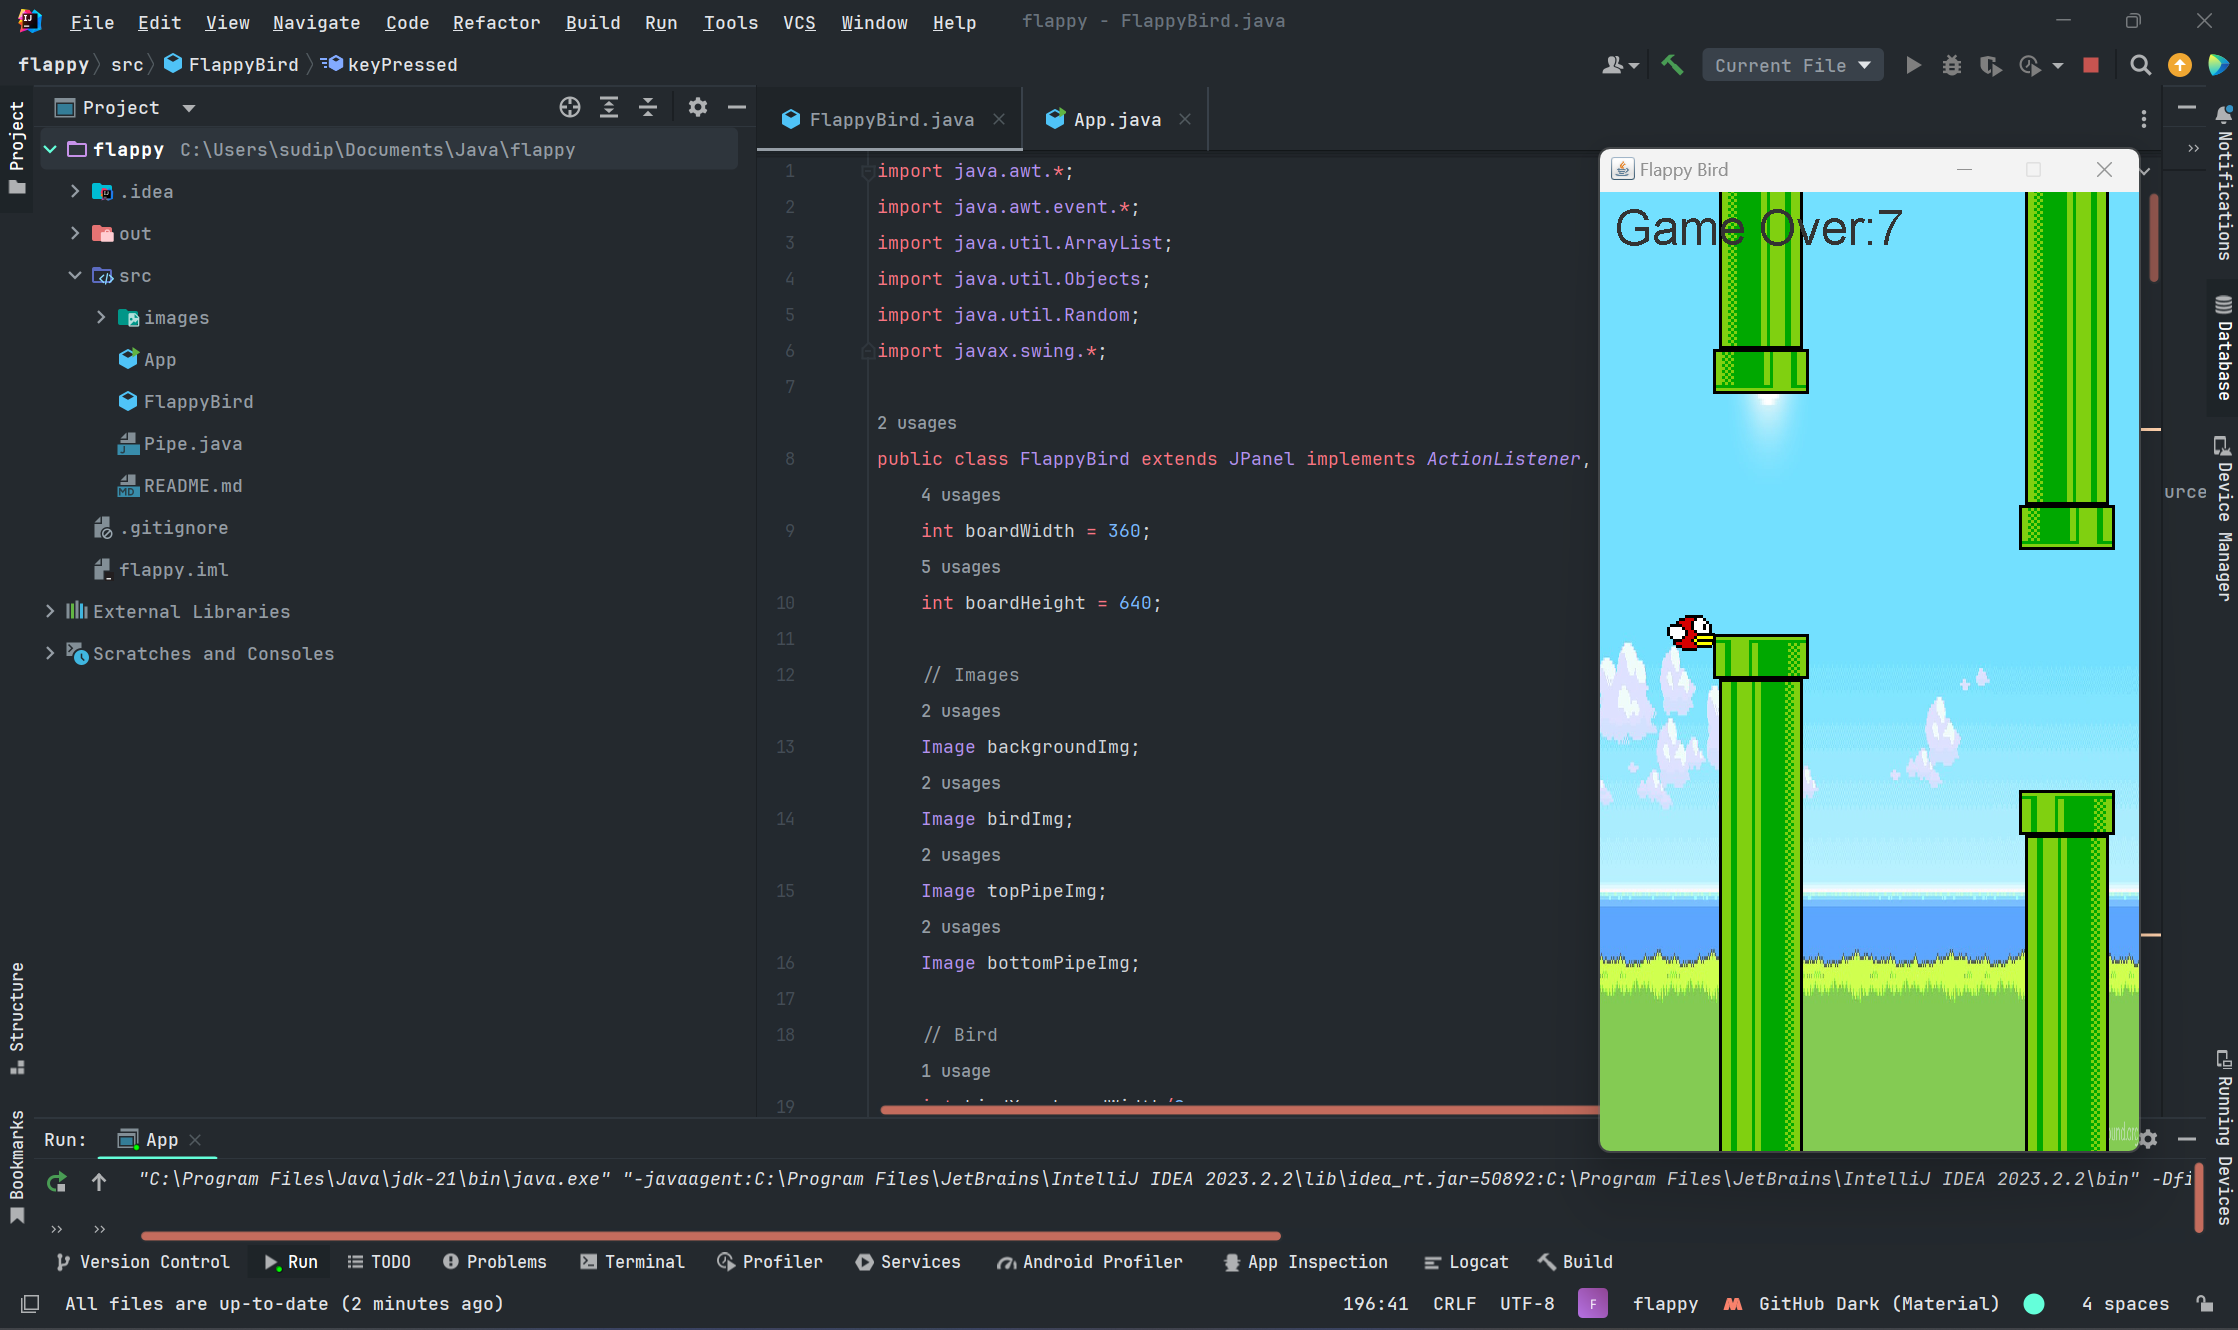 File Edit View Navigate Code Refactor Build Run Tools VCS Window Help flappy - FlappyBird.java
flappy src FlappyBird keyPressed
Current File
Project
Project
FlappyBird.java
App.java
flappy C:\Users\sudip\Documents\Java\flappy
.idea
out
src
images
App
FlappyBird
Pipe.java
README.md
.gitignore
flappy.iml
External Libraries
Scratches and Consoles
Structure
Bookmarks
1 import java.awt.*;
2 import java.awt.event.*;
3 import java.util.ArrayList;
4 import java.util.Objects;
5 import java.util.Random;
6 import javax.swing.*;
7
2 usages
8 public class FlappyBird extends JPanel implements ActionListener,
4 usages
9 int boardWidth = 360;
5 usages
10 int boardHeight = 640;
11
12 // Images
2 usages
13 Image backgroundImg;
2 usages
14 Image birdImg;
2 usages
15 Image topPipeImg;
2 usages
16 Image bottomPipeImg;
17
18 // Bird
1 usage
19
Flappy Bird
Game Over:7
urce
Notifications
Database
Device Manager
Running Devices
Run: App
"C:\Program Files\Java\jdk-21\bin\java.exe" "-javaagent:C:\Program Files\JetBrains\IntelliJ IDEA 2023.2.2\lib\idea_rt.jar=50892:C:\Program Files\JetBrains\IntelliJ IDEA 2023.2.2\bin" -Dfi
Version Control Run TODO Problems Terminal Profiler Services Android Profiler App Inspection Logcat Build
All files are up-to-date (2 minutes ago)
196:41 CRLF UTF-8 F flappy GitHub Dark (Material) 4 spaces